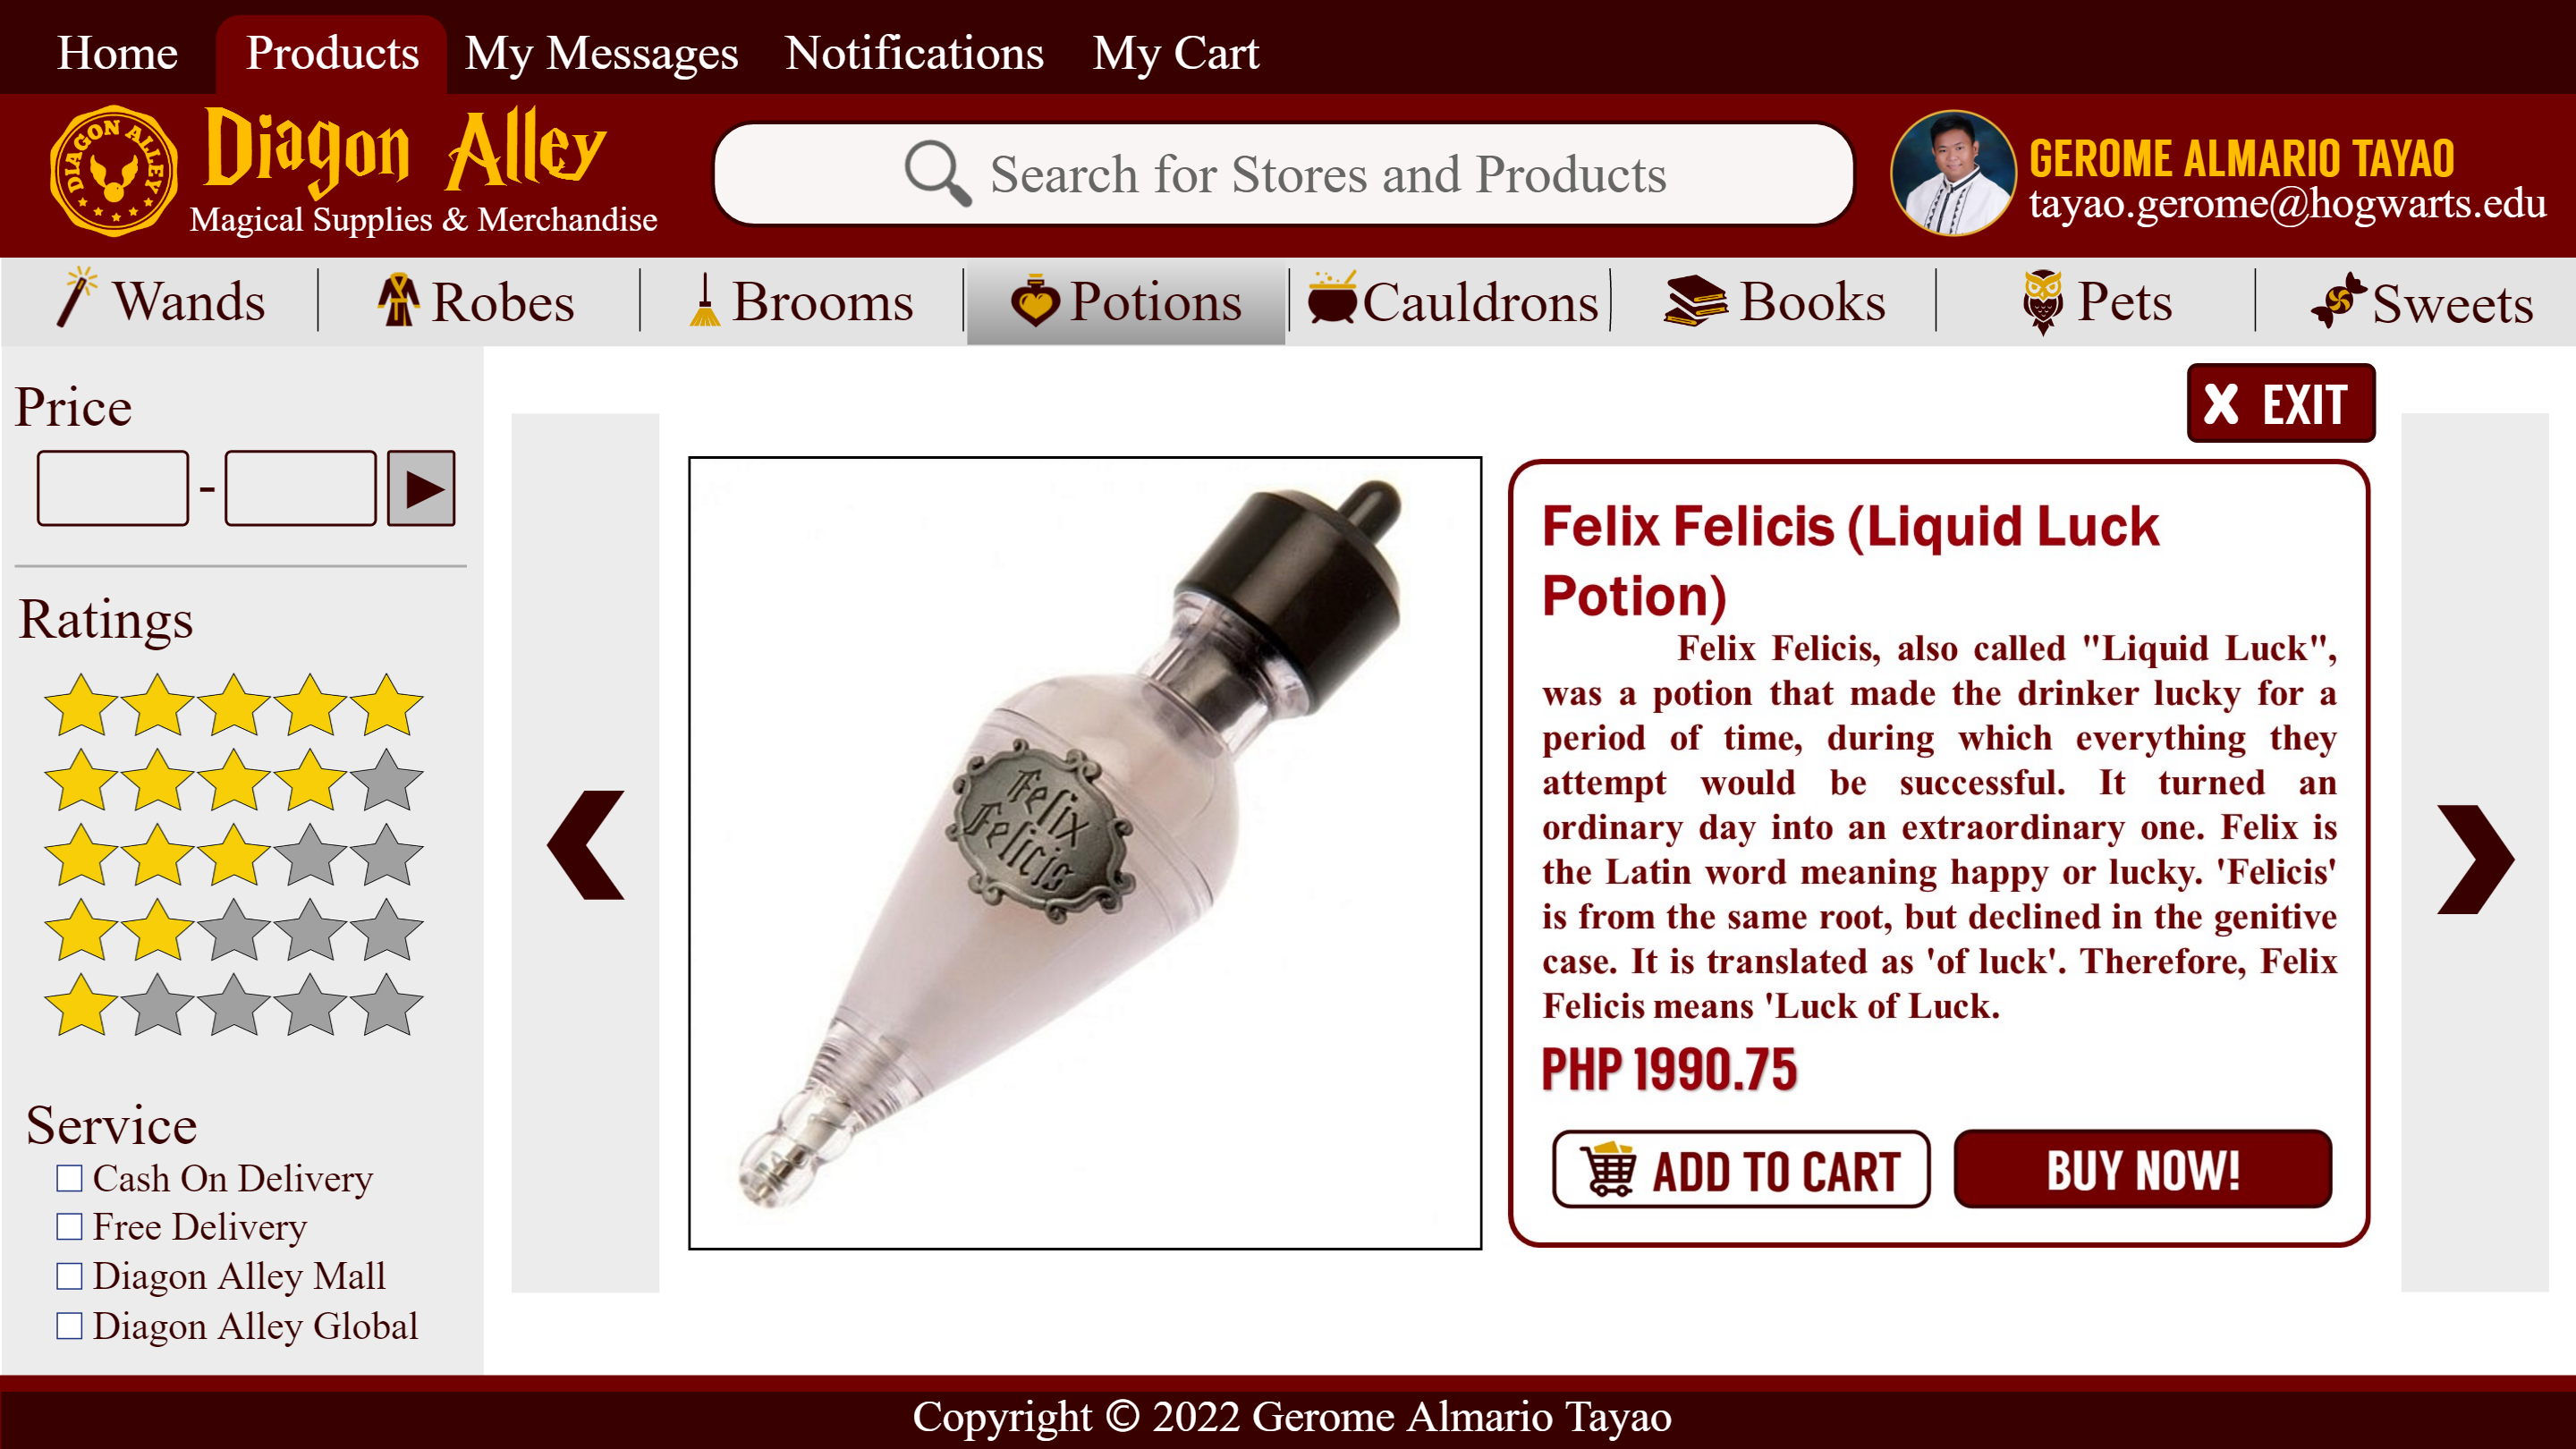 Home
Products
My Messages
Notifications
My Cart
DIAGON ALLEY
Diagon Alley
Magical Supplies & Merchandise
Search for Stores and Products
GEROME ALMARIO TAYAO
tayao.gerome@hogwarts.edu
Wands
Robes
Brooms
Potions
Cauldrons
Books
Pets
Sweets
Price
-
Ratings
Service
Cash On Delivery
Free Delivery
Diagon Alley Mall
Diagon Alley Global
X EXIT
Felix
Felicis
Felix Felicis (Liquid Luck
Potion)
Felix Felicis, also called "Liquid Luck",
was a potion that made the drinker lucky for a
period of time, during which everything they
attempt would be successful. It turned an
ordinary day into an extraordinary one. Felix is
the Latin word meaning happy or lucky. 'Felicis'
is from the same root, but declined in the genitive
case. It is translated as 'of luck'. Therefore, Felix
Felicis means 'Luck of Luck.
PHP 1990.75
ADD TO CART
BUY NOW!
Copyright © 2022 Gerome Almario Tayao